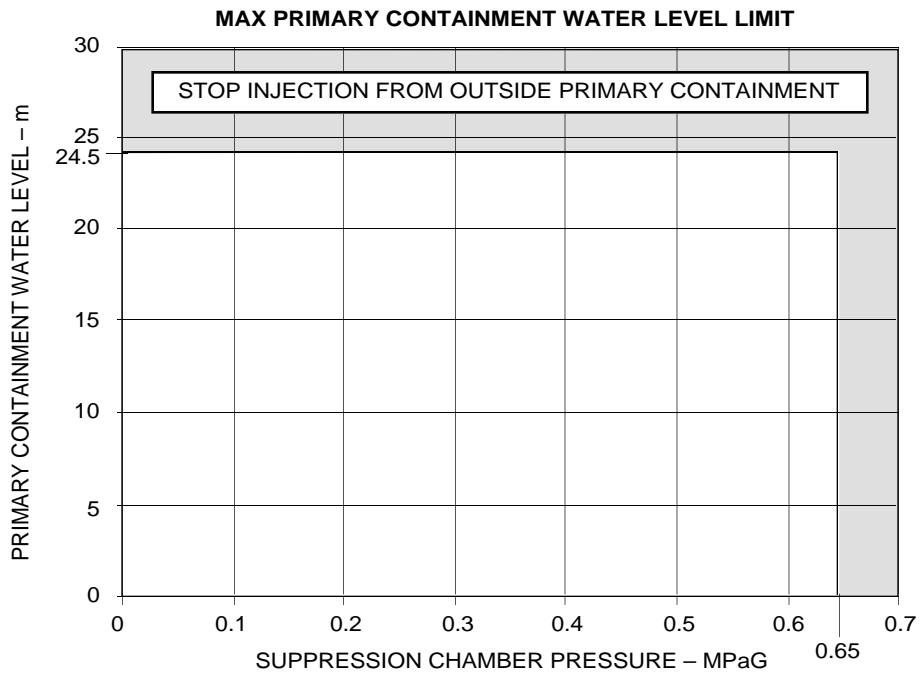 MAX PRIMARY CONTAINMENT WATER LEVEL LIMIT
STOP INJECTION FROM OUTSIDE PRIMARY CONTAINMENT
PRIMARY CONTAINMENT WATER LEVEL – m
30
25
24.5
20
15
10
5
0
0 0.1 0.2 0.3 0.4 0.5 0.6 0.7
0.65
SUPPRESSION CHAMBER PRESSURE – MPaG